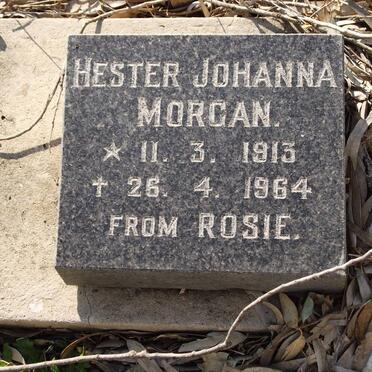 HESTER JOHANNA
MORGAN.
★ 11. 3. 1913
✝ 26. 4. 1964
FROM ROSIE.